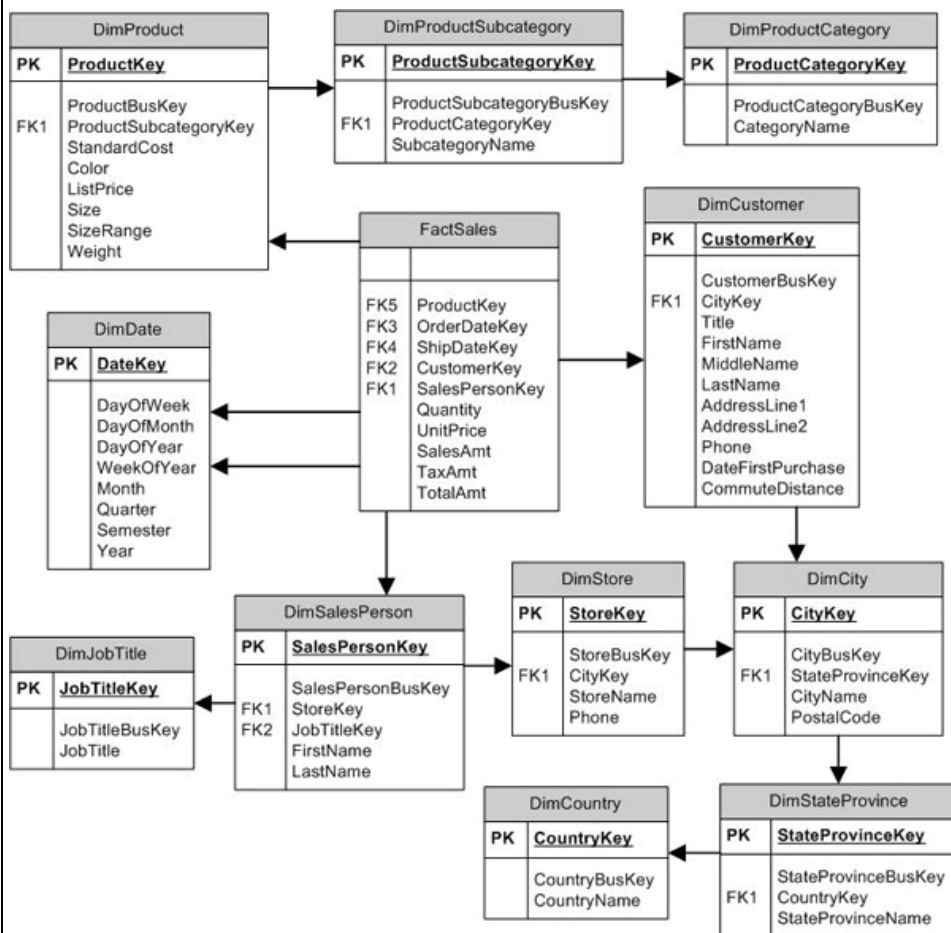 DimProduct
PK ProductKey
ProductBusKey
FK1 ProductSubcategoryKey
StandardCost
Color
ListPrice
Size
SizeRange
Weight
DimProductSubcategory
PK ProductSubcategoryKey
ProductSubcategoryBusKey
FK1 ProductCategoryKey
SubcategoryName
DimProductCategory
PK ProductCategoryKey
ProductCategoryBusKey
CategoryName
FactSales
FK5 ProductKey
FK3 OrderDateKey
FK4 ShipDateKey
FK2 CustomerKey
FK1 SalesPersonKey
Quantity
UnitPrice
SalesAmt
TaxAmt
TotalAmt
DimCustomer
PK CustomerKey
CustomerBusKey
FK1 CityKey
Title
FirstName
MiddleName
LastName
AddressLine1
AddressLine2
Phone
DateFirstPurchase
CommuteDistance
DimDate
PK DateKey
DayOfWeek
DayOfMonth
DayOfYear
WeekOfYear
Month
Quarter
Semester
Year
DimSalesPerson
PK SalesPersonKey
SalesPersonBusKey
FK1 StoreKey
FK2 JobTitleKey
FirstName
LastName
DimStore
PK StoreKey
StoreBusKey
FK1 CityKey
StoreName
Phone
DimCity
PK CityKey
CityBusKey
FK1 StateProvinceKey
CityName
PostalCode
DimJobTitle
PK JobTitleKey
JobTitleBusKey
JobTitle
DimCountry
PK CountryKey
CountryBusKey
CountryName
DimStateProvince
PK StateProvinceKey
StateProvinceBusKey
FK1 CountryKey
StateProvinceName